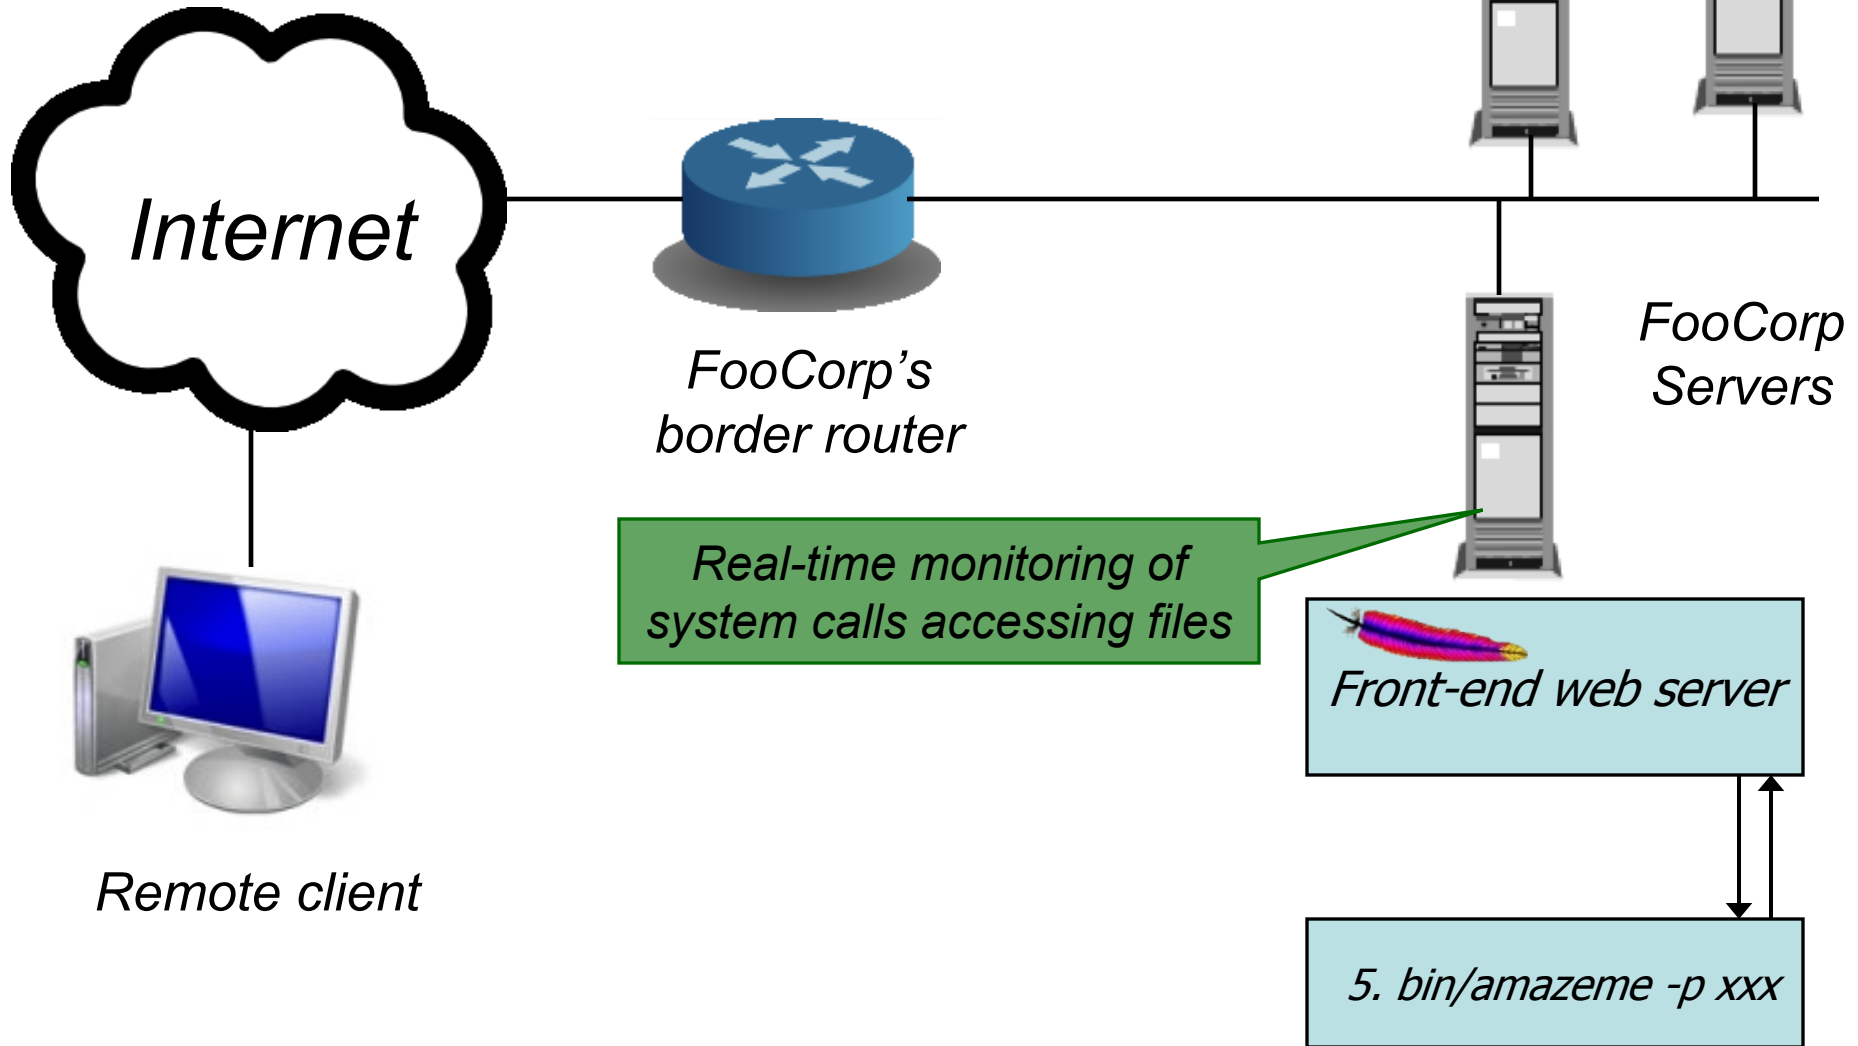 Internet
FooCorp's
border router
FooCorp
Servers
Real-time monitoring of
system calls accessing files
Front-end web server
Remote client
5. bin/amazeme -p xxx